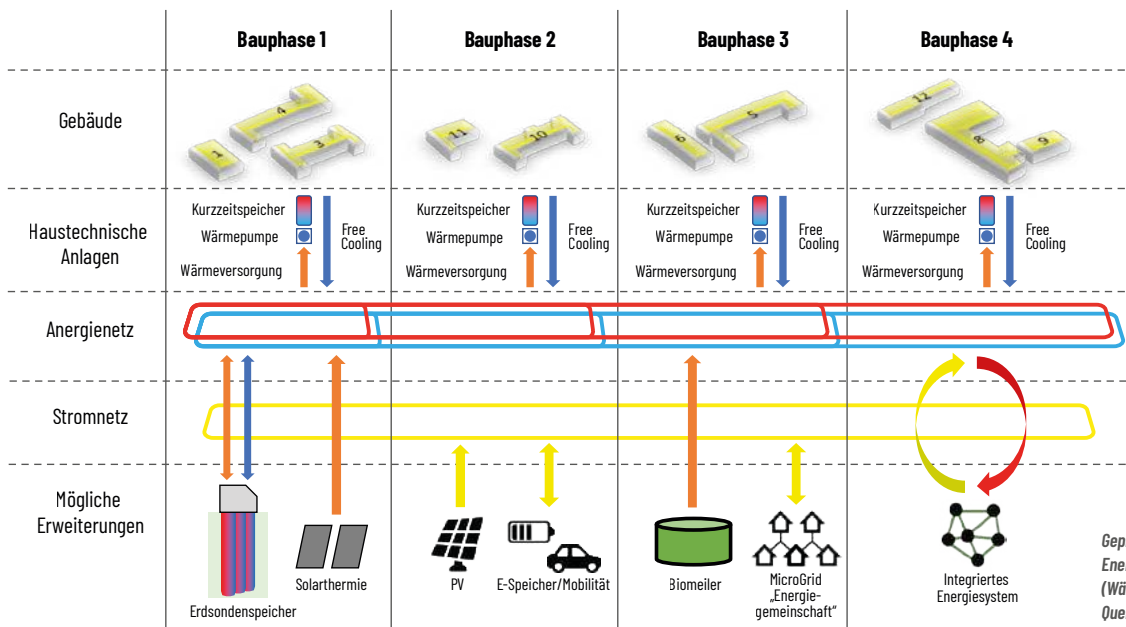 Bauphase 1
Bauphase 2
Bauphase 3
Bauphase 4
Gebäude
1
4
3
11
10
6
5
12
8
9
Haustechnische
Anlagen
Kurzzeitspeicher
Wärmepumpe
Wärmeversorgung
Free
Cooling
Kurzzeitspeicher
Wärmepumpe
Wärmeversorgung
Free
Cooling
Kurzzeitspeicher
Wärmepumpe
Wärmeversorgung
Free
Cooling
Kurzzeitspeicher
Wärmepumpe
Wärmeversorgung
Free
Cooling
Anergienetz
Stromnetz
Mögliche
Erweiterungen
Erdsondenspeicher
Solarthermie
PV
E-Speicher/Mobilität
Biomeiler
MicroGrid
„Energie-
gemeinschaft“
Integriertes
Energiesystem
Gep
Ene
(Wä
Que